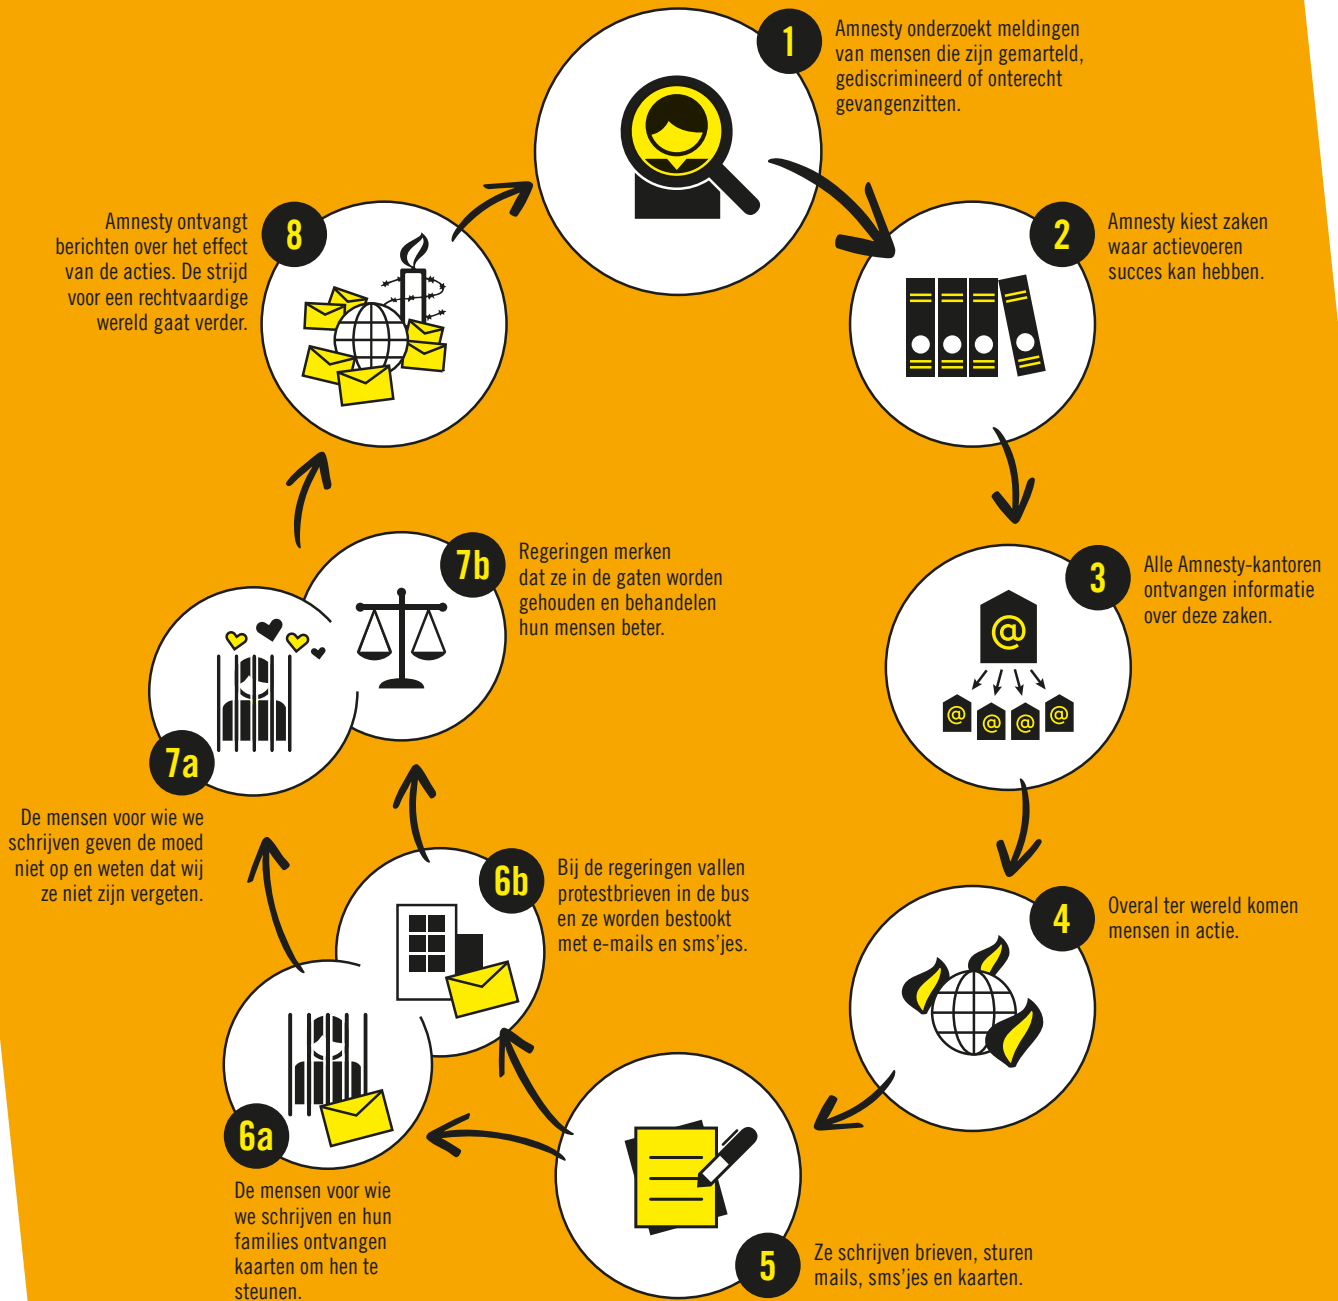 1
Amnesty onderzoekt meldingen
van mensen die zijn gemarteld,
gediscrimineerd of onterecht
gevangenzitten.
2
Amnesty kiest zaken
waar actievoeren
succes kan hebben.
3
Alle Amnesty-kantoren
ontvangen informatie
over deze zaken.
@
@ @ @ @
4
Overal ter wereld komen
mensen in actie.
5
Ze schrijven brieven, sturen
mails, sms'jes en kaarten.
6a
De mensen voor wie
we schrijven en hun
families ontvangen
kaarten om hen te
steunen.
6b
Bij de regeringen vallen
protestbrieven in de bus
en ze worden bestookt
met e-mails en sms'jes.
7a
De mensen voor wie we
schrijven geven de moed
niet op en weten dat wij
ze niet zijn vergeten.
7b
Regeringen merken
dat ze in de gaten worden
gehouden en behandelen
hun mensen beter.
8
Amnesty ontvangt
berichten over het effect
van de acties. De strijd
voor een rechtvaardige
wereld gaat verder.